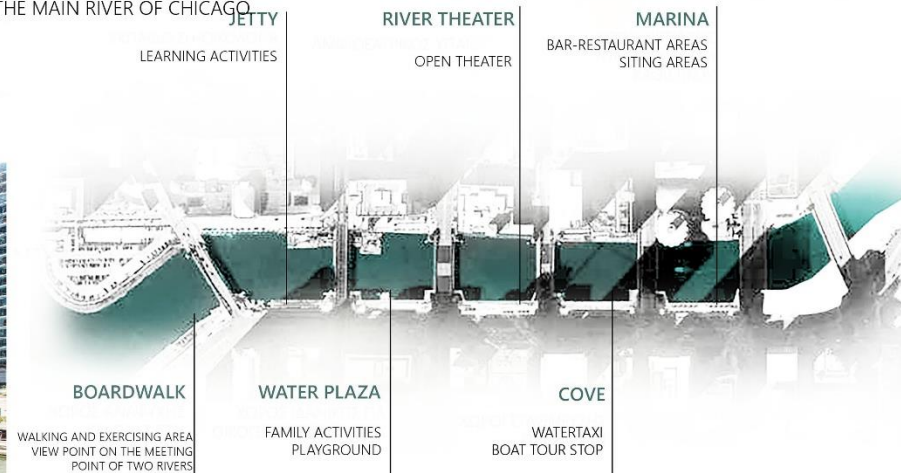 THE MAIN RIVER OF CHICAGO
JETTY
LEARNING ACTIVITIES
RIVER THEATER
OPEN THEATER
MARINA
BAR-RESTAURANT AREAS
SITING AREAS
BOARDWALK
WALKING AND EXERCISING AREA
VIEW POINT ON THE MEETING
POINT OF TWO RIVERS
WATER PLAZA
FAMILY ACTIVITIES
PLAYGROUND
COVE
WATERTAXI
BOAT TOUR STOP